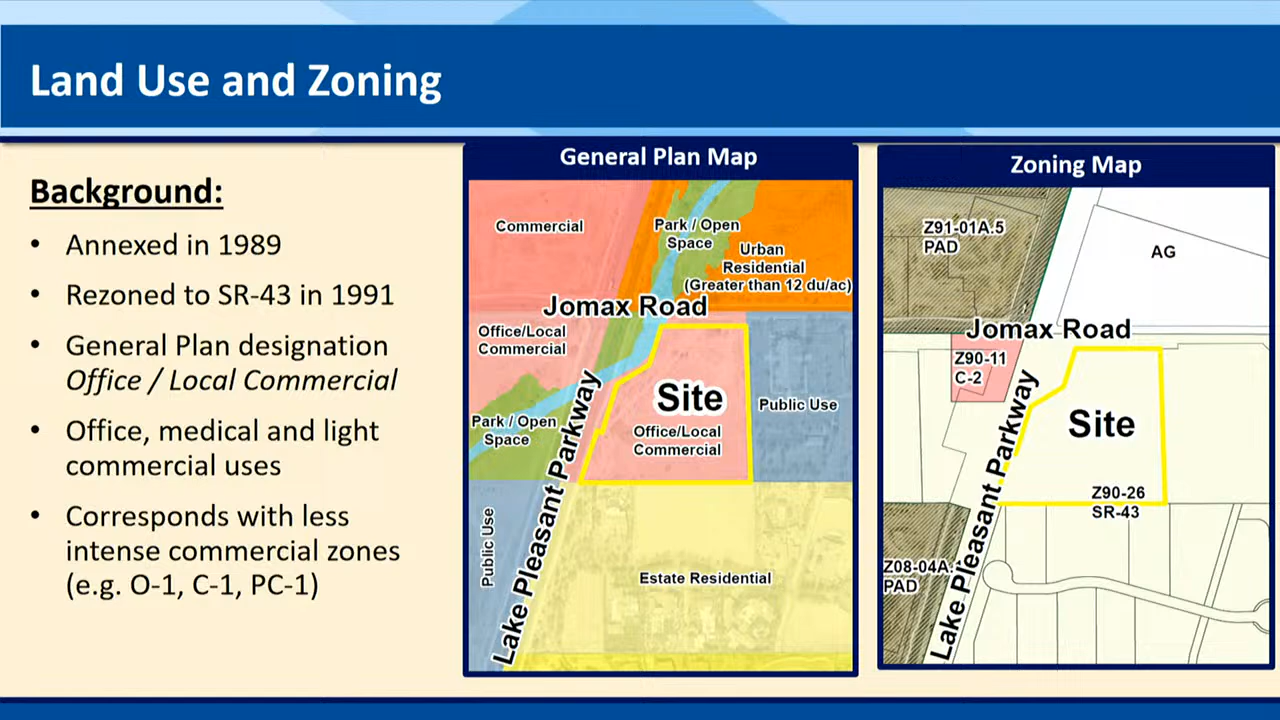 Land Use and Zoning
Background:
• Annexed in 1989
• Rezoned to SR-43 in 1991
• General Plan designation
Office / Local Commercial
• Office, medical and light
commercial uses
• Corresponds with less
intense commercial zones
(e.g. O-1, C-1, PC-1)
General Plan Map
Commercial
Park / Open
Space
Urban
Residential
(Greater than 12 du/ac)
Jomax Road
Office/Local
Commercial
Site
Office/Local
Commercial
Public Use
Park / Open
Space
Lake Pleasant Parkway
Public Use
Estate Residential
Zoning Map
Z91-01A.5
PAD
AG
Jomax Road
Z90-11
C-2
Site
Z90-26
SR-43
Lake Pleasant Parkway
Z08-04A.
PAD